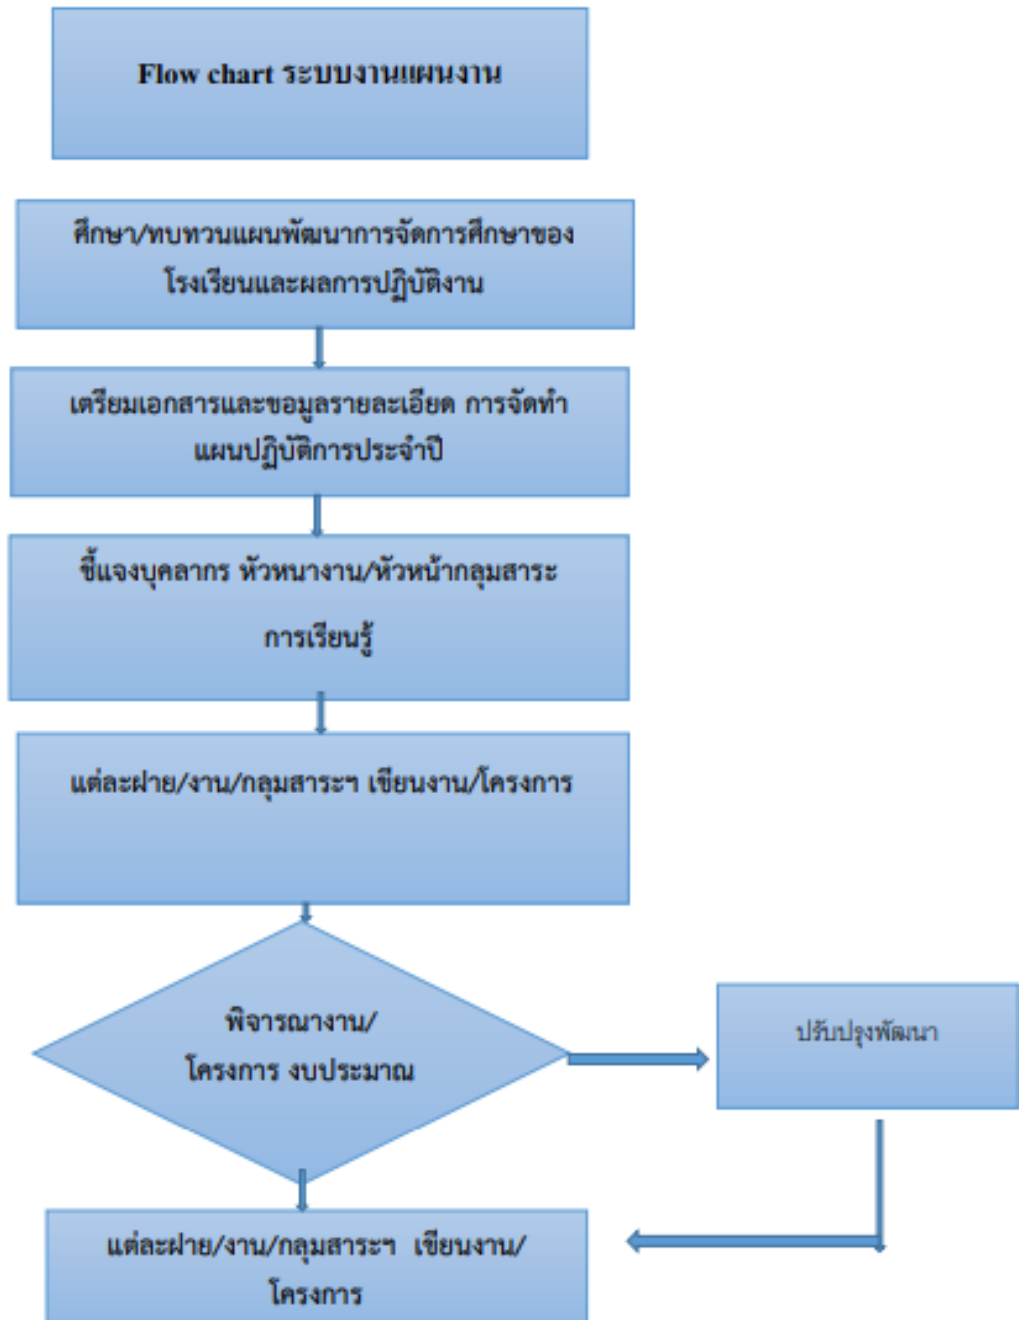 Flow chart ระบบงานแผนงาน
ศึกษา/ทบทวนแผนพัฒนาการจัดการศึกษาของ
โรงเรียนและผลการปฏิบัติงาน
เตรียมเอกสารและขอมูลรายละเอียด การจัดทำ
แผนปฏิบัติการประจำปี
ชี้แจงบุคลากร หัวหนางาน/หัวหน้ากลุมสาระ
การเรียนรู้
แต่ละฝาย/งาน/กลุมสาระฯ เขียนงาน/โครงการ
พิจารณางาน/
โครงการ งบประมาณ
ปรับปรุงพัฒนา
แต่ละฝาย/งาน/กลุมสาระฯ เขียนงาน/
โครงการ